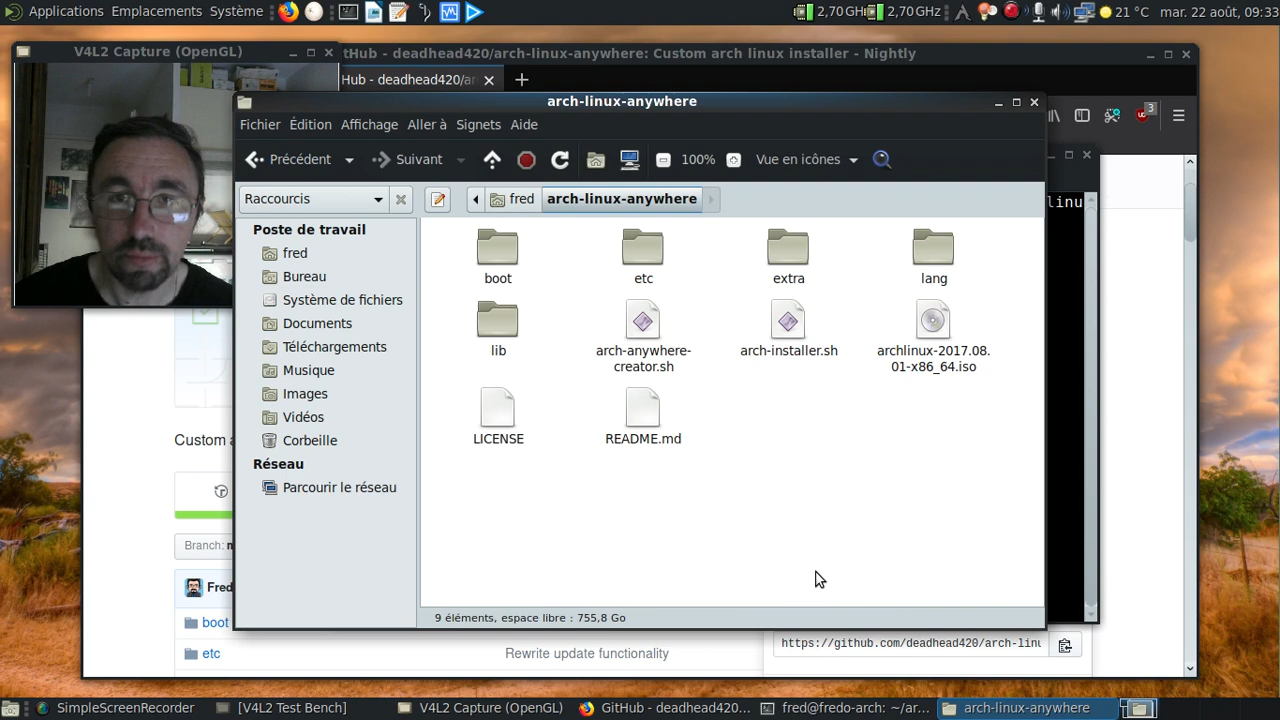 Applications Emplacements Système
2,70 GHz 2,70 GHz
21 °C mar. 22 août, 09:33
V4L2 Capture (OpenGL)
tHub - deadhead420/arch-linux-anywhere: Custom arch linux installer - Nightly
Hub - deadhead420/ar
3
arch-linux-anywhere
Fichier Édition Affichage Aller à Signets Aide
Précédent Suivant 100% Vue en icônes
Raccourcis fred arch-linux-anywhere
linu
Poste de travail
fred
Bureau
Système de fichiers
Documents
Téléchargements
Musique
Images
Vidéos
Corbeille
Réseau
Parcourir le réseau
boot etc extra lang
lib arch-anywhere-
creator.sh
arch-installer.sh
archlinux-2017.08.
01-x86_64.iso
LICENSE README.md
9 éléments, espace libre : 755,8 Go
Custom a
Branch: m
Fred
boot
etc Rewrite update functionality
https://github.com/deadhead420/arch-linu
SimpleScreenRecorder [V4L2 Test Bench] V4L2 Capture (OpenGL) GitHub - deadhead420... fred@fredo-arch: ~/ar... arch-linux-anywhere